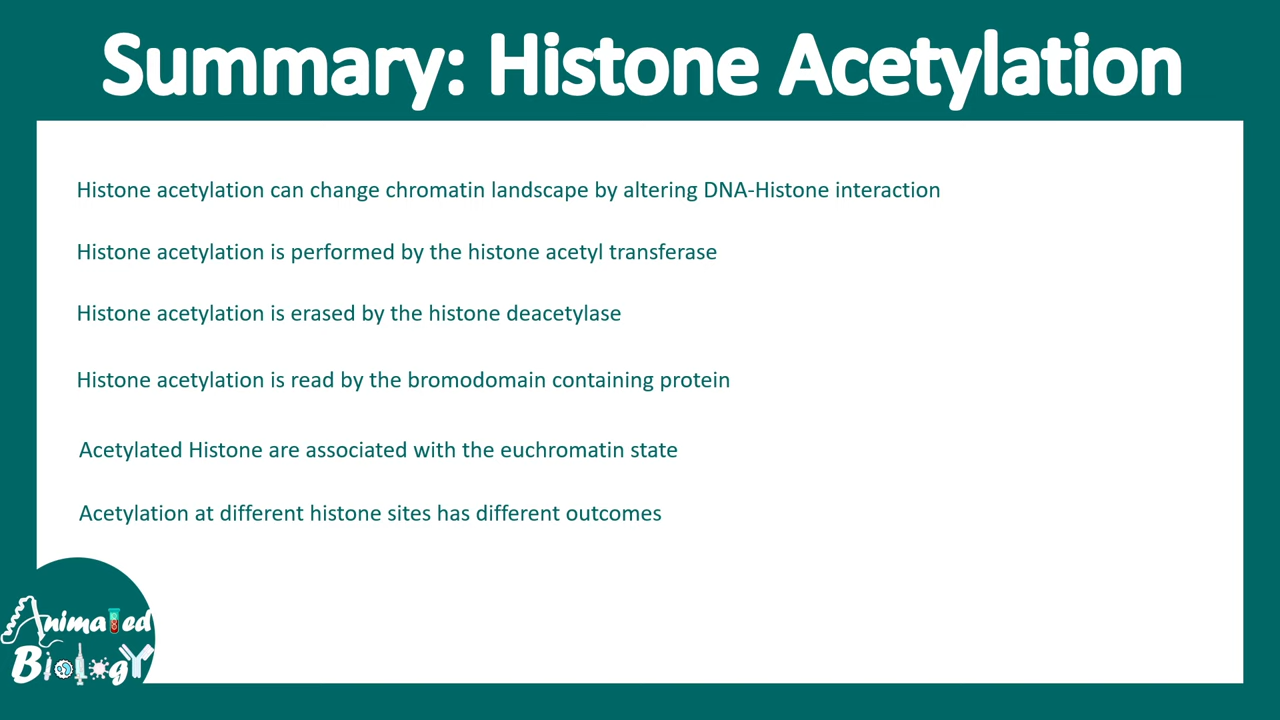 Summary: Histone Acetylation
Histone acetylation can change chromatin landscape by altering DNA-Histone interaction
Histone acetylation is performed by the histone acetyl transferase
Histone acetylation is erased by the histone deacetylase
Histone acetylation is read by the bromodomain containing protein
Acetylated Histone are associated with the euchromatin state
Acetylation at different histone sites has different outcomes
Animated
Biology